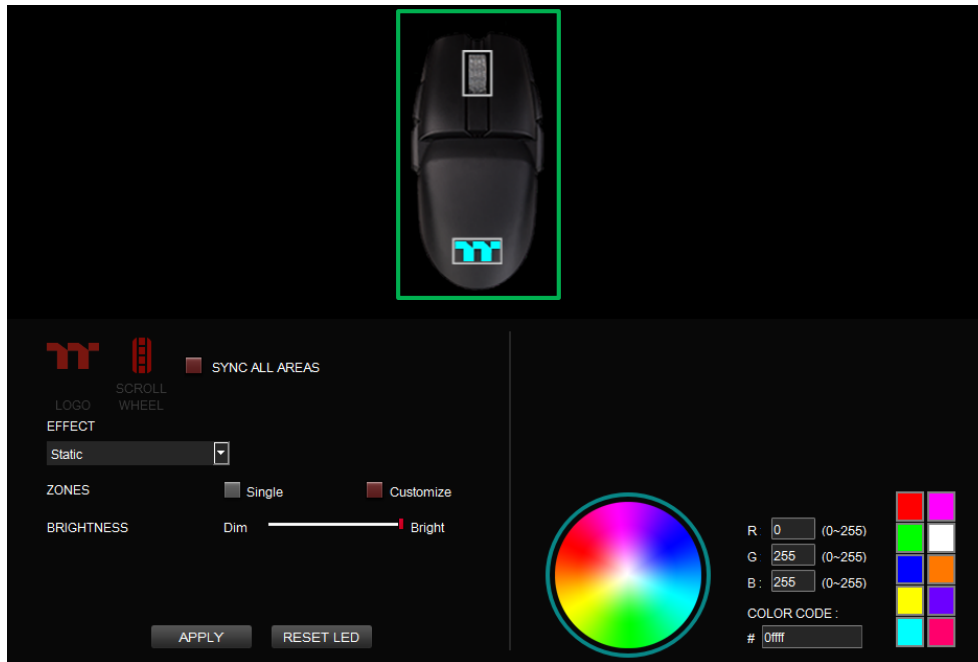 SYNC ALL AREAS
LOGO
SCROLL
WHEEL
EFFECT
Static
ZONES
Single
Customize
BRIGHTNESS
Dim
Bright
APPLY
RESET LED
R: 0 (0~255)
G 255 (0~255)
B: 255 (0~255)
COLOR CODE :
# 0ffff